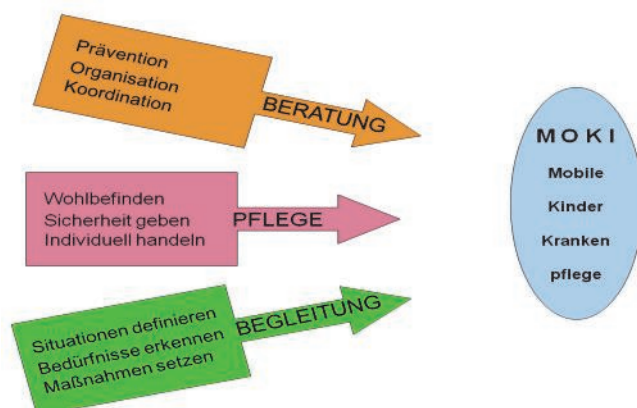 Prävention
Organisation
Koordination
BERATUNG
Wohlbefinden
Sicherheit geben
Individuell handeln
PFLEGE
Situationen definieren
Bedürfnisse erkennen
Maßnahmen setzen
BEGLEITUNG
M O K I
Mobile
Kinder
Kranken
pflege